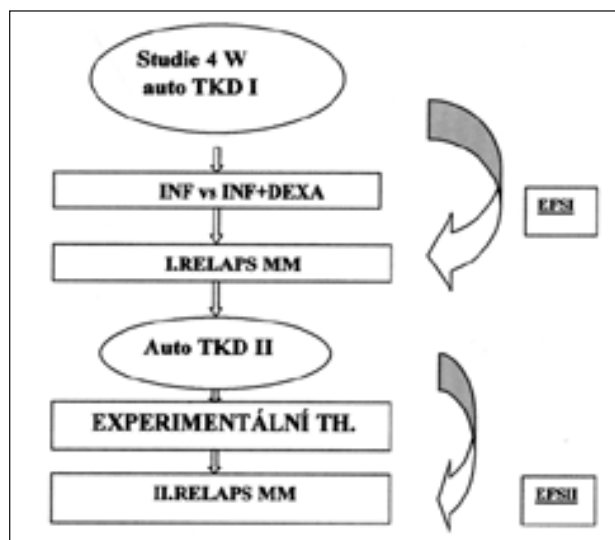 Studie 4 W
auto TKD I
INF vs INF+DEXA
EFSI
I.RELAPS MM
Auto TKD II
EXPERIMENTÁLNÍ TH.
II.RELAPS MM
EFSII